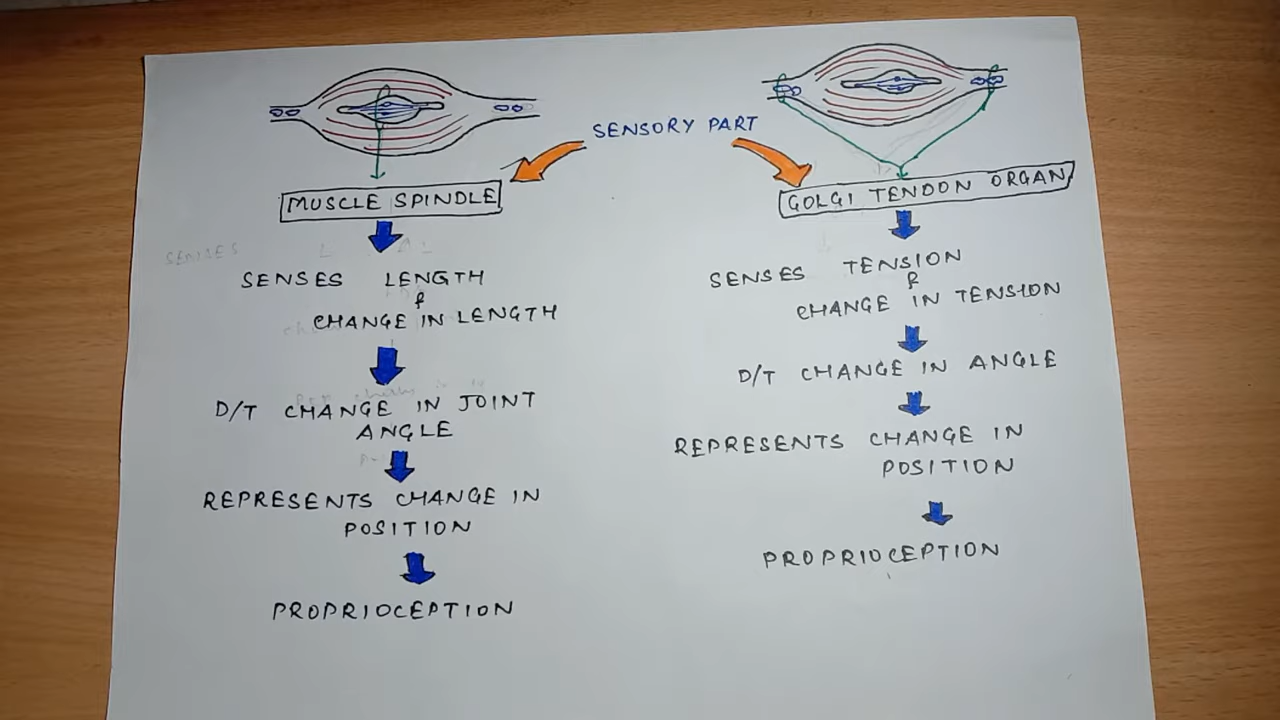 SENSORY PART
MUSCLE SPINDLE
SENSES LENGTH
&
CHANGE IN LENGTH
D/T CHANGE IN JOINT
ANGLE
REPRESENTS CHANGE IN
POSITION
PROPRIOCEPTION
GOLGI TENDON ORGAN
SENSES TENSION
&
CHANGE IN TENSION
D/T CHANGE IN ANGLE
REPRESENTS CHANGE IN
POSITION
PROPRIOCEPTION
SENSES